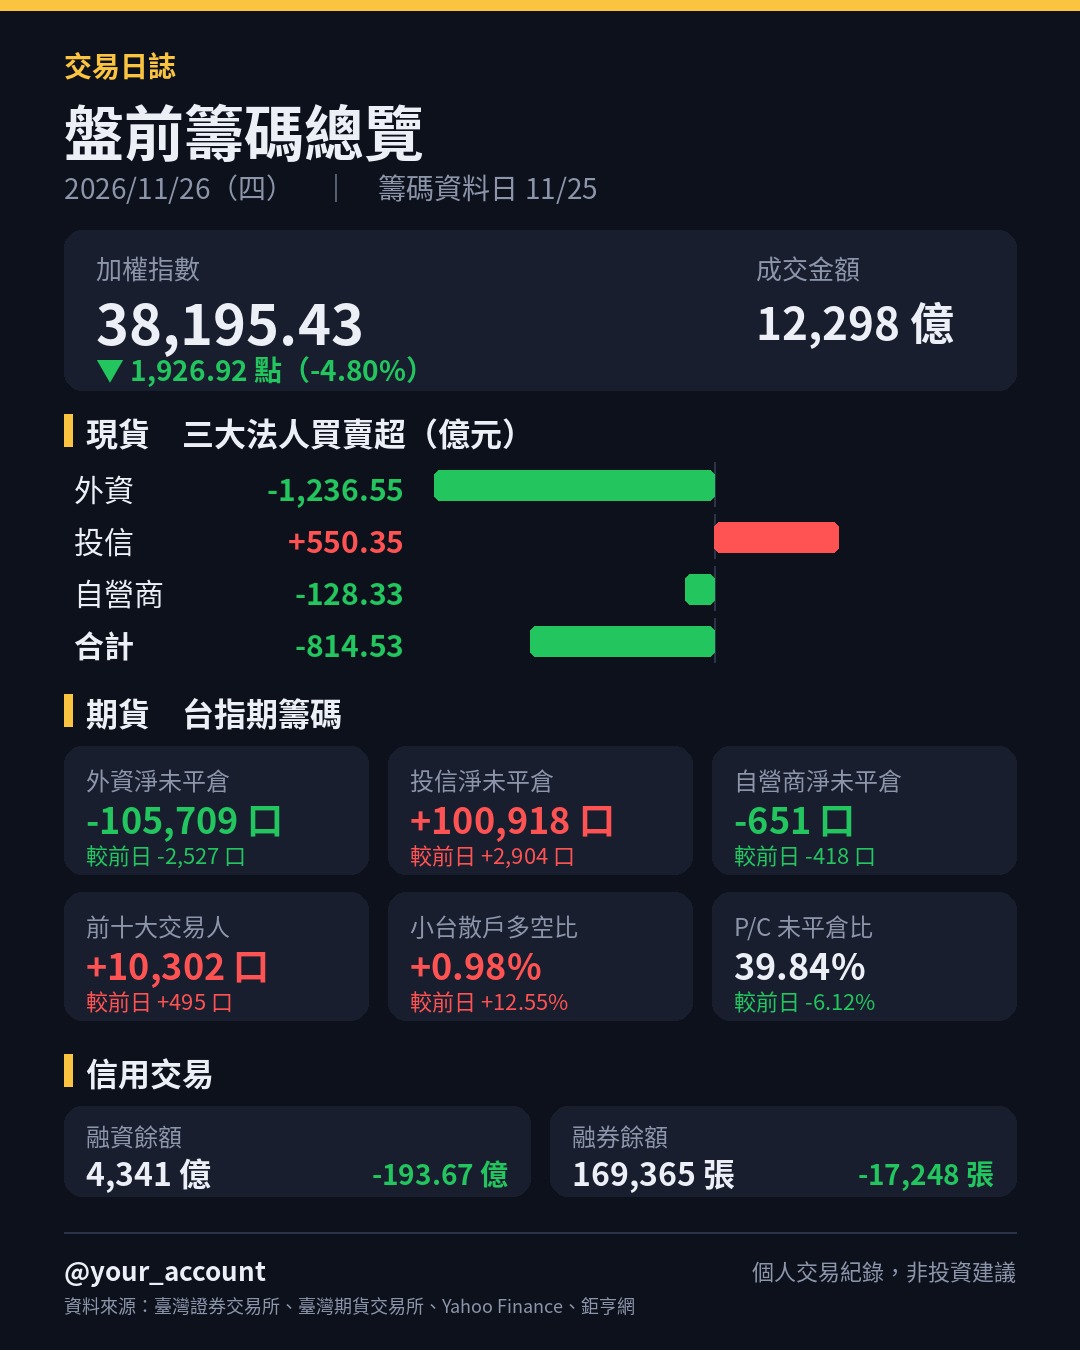 交易日誌
盤前籌碼總覽
2026/11/26（四） ｜ 籌碼資料日 11/25
加權指數 成交金額
38,195.43 12,298 億
▼ 1,926.92 點（-4.80%）
現貨 三大法人買賣超（億元）
外資 -1,236.55
投信 +550.35
自營商 -128.33
合計 -814.53
期貨 台指期籌碼
外資淨未平倉 投信淨未平倉 自營商淨未平倉
-105,709 口 +100,918 口 -651 口
較前日 -2,527 口 較前日 +2,904 口 較前日 -418 口
前十大交易人 小台散戶多空比 P/C 未平倉比
+10,302 口 +0.98% 39.84%
較前日 +495 口 較前日 +12.55% 較前日 -6.12%
信用交易
融資餘額 融券餘額
4,341 億 -193.67 億 169,365 張 -17,248 張
@your_account 個人交易紀錄，非投資建議
資料來源：臺灣證券交易所、臺灣期貨交易所、Yahoo Finance、鉅亨網